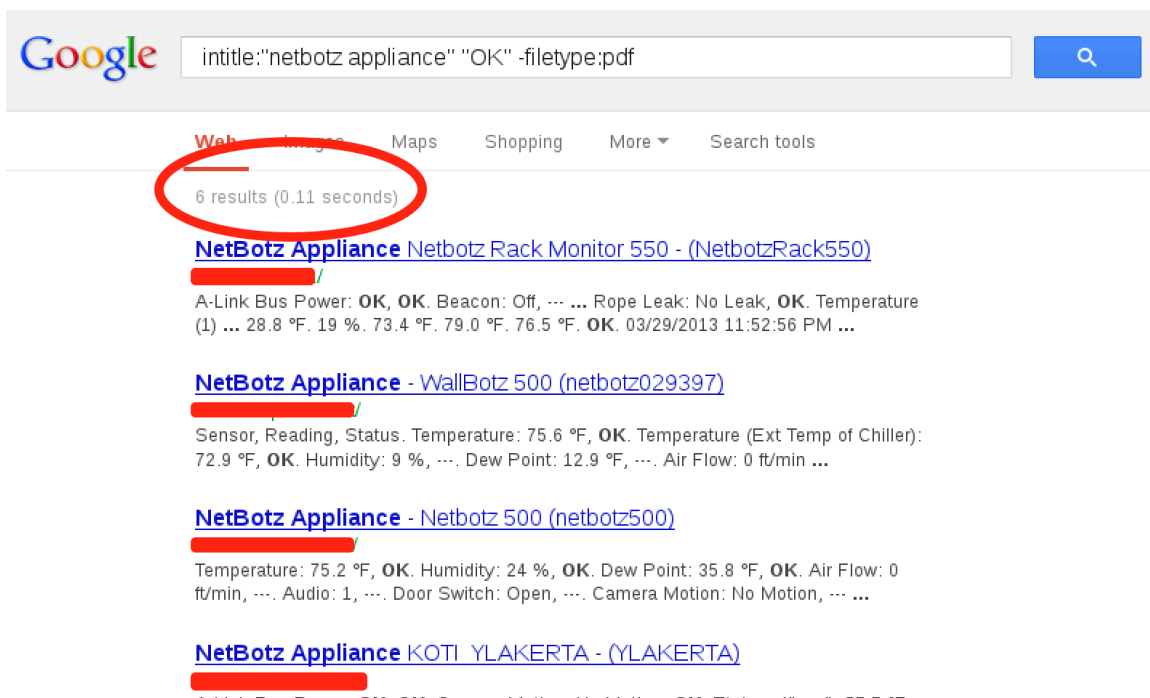 Google intitle:"netbotz appliance" "OK" -filetype:pdf
Web Images Maps Shopping More Search tools
6 results (0.11 seconds)
NetBotz Appliance Netbotz Rack Monitor 550 - (NetbotzRack550)
/
A-Link Bus Power: OK, OK. Beacon: Off, --- ... Rope Leak: No Leak, OK. Temperature
(1) ... 28.8 °F. 19 %. 73.4 °F. 79.0 °F. 76.5 °F. OK. 03/29/2013 11:52:56 PM ...
NetBotz Appliance - WallBotz 500 (netbotz029397)
/
Sensor, Reading, Status. Temperature: 75.6 °F, OK. Temperature (Ext Temp of Chiller):
72.9 °F, OK. Humidity: 9 %, ---. Dew Point: 12.9 °F, ---. Air Flow: 0 ft/min ...
NetBotz Appliance - Netbotz 500 (netbotz500)
/
Temperature: 75.2 °F, OK. Humidity: 24 %, OK. Dew Point: 35.8 °F, OK. Air Flow: 0
ft/min, ---. Audio: 1, ---. Door Switch: Open, ---. Camera Motion: No Motion, --- ...
NetBotz Appliance KOTI YLAKERTA - (YLAKERTA)